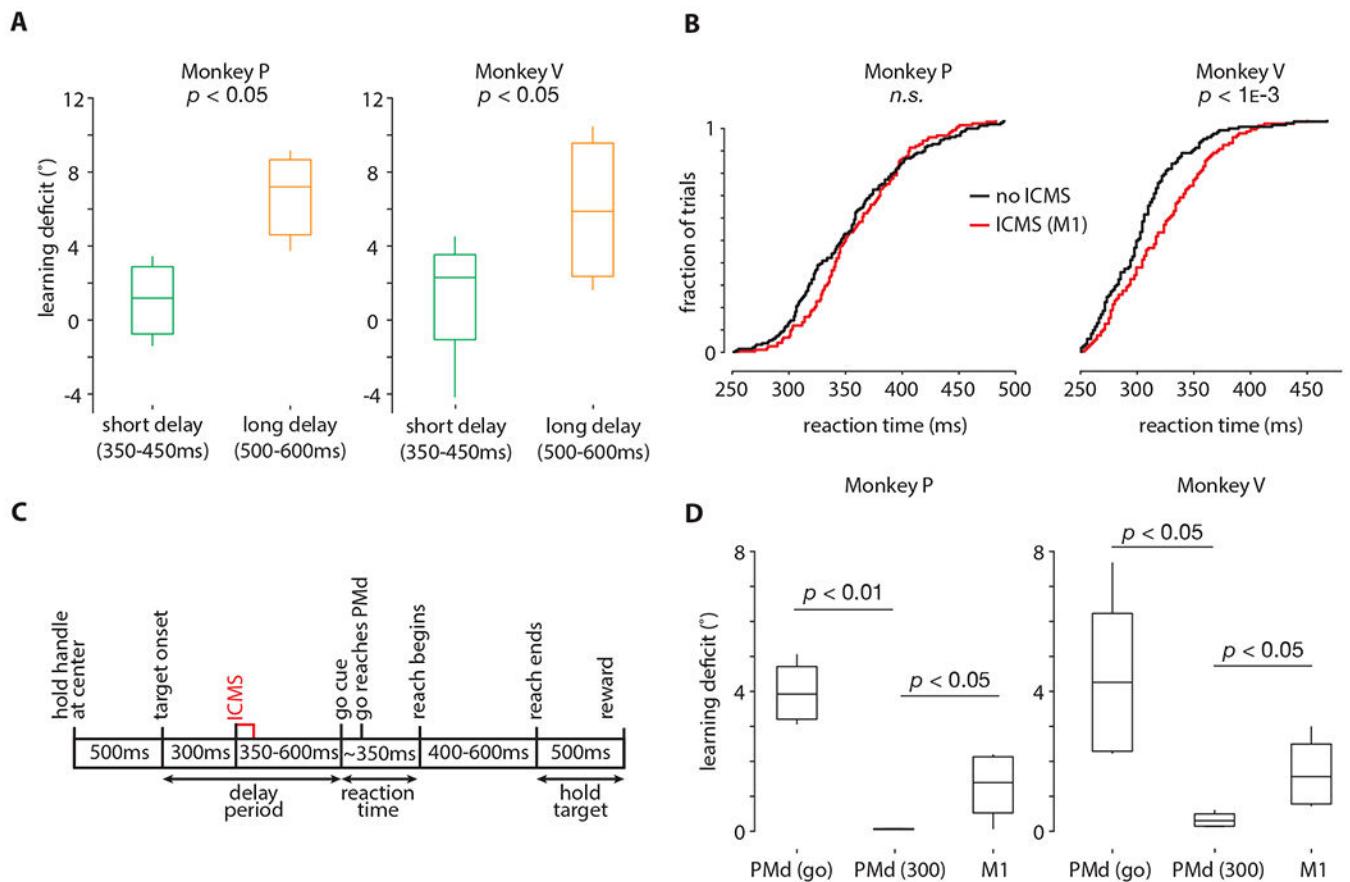 A
Monkey P
p < 0.05
Monkey V
p < 0.05
learning deficit (°)
12
8
4
0
-4
12
8
4
0
-4
short delay
(350-450ms)
long delay
(500-600ms)
short delay
(350-450ms)
long delay
(500-600ms)
B
Monkey P
n.s.
Monkey V
p < 1E-3
fraction of trials
1
0
no ICMS
ICMS (M1)
250 300 350 400 450 500
reaction time (ms)
250 300 350 400 450
reaction time (ms)
C
hold handle
at center
target onset
ICMS
go cue
go reaches PMd
reach begins
reach ends
reward
500ms 300ms 350-600ms ~350ms 400-600ms 500ms
delay
period
reaction
time
hold
target
D
Monkey P
Monkey V
learning deficit (°)
8
4
0
p < 0.01
p < 0.05
PMd (go) PMd (300) M1
8
4
0
p < 0.05
p < 0.05
PMd (go) PMd (300) M1